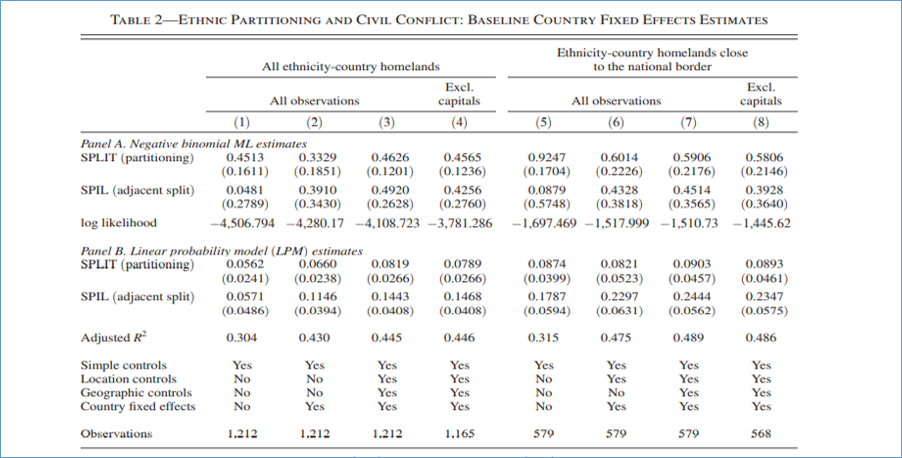 TABLE 2—ETHNIC PARTITIONING AND CIVIL CONFLICT: BASELINE COUNTRY FIXED EFFECTS ESTIMATES
All ethnicity-country homelands
Ethnicity-country homelands close
to the national border
All observations Excl. capitals All observations Excl. capitals
(1) (2) (3) (4) (5) (6) (7) (8)
Panel A. Negative binomial ML estimates
SPLIT (partitioning) 0.4513 0.3329 0.4626 0.4565 0.9247 0.6014 0.5906 0.5806
(0.1611) (0.1851) (0.1201) (0.1236) (0.1704) (0.2226) (0.2176) (0.2146)
SPIL (adjacent split) 0.0481 0.3910 0.4920 0.4256 0.0879 0.4328 0.4514 0.3928
(0.2789) (0.3430) (0.2628) (0.2760) (0.5748) (0.3818) (0.3565) (0.3640)
log likelihood −4,506.794 −4,280.17 −4,108.723 −3,781.286 −1,697.469 −1,517.999 −1,510.73 −1,445.62
Panel B. Linear probability model (LPM) estimates
SPLIT (partitioning) 0.0562 0.0660 0.0819 0.0789 0.0874 0.0821 0.0903 0.0893
(0.0241) (0.0238) (0.0266) (0.0266) (0.0399) (0.0523) (0.0457) (0.0461)
SPIL (adjacent split) 0.0571 0.1146 0.1443 0.1468 0.1787 0.2297 0.2444 0.2347
(0.0486) (0.0394) (0.0408) (0.0408) (0.0594) (0.0631) (0.0562) (0.0575)
Adjusted R² 0.304 0.430 0.445 0.446 0.315 0.475 0.489 0.486
Simple controls Yes Yes Yes Yes Yes Yes Yes Yes
Location controls No No Yes Yes No Yes Yes Yes
Geographic controls No No Yes Yes No No Yes Yes
Country fixed effects No Yes Yes Yes No Yes Yes Yes
Observations 1,212 1,212 1,212 1,165 579 579 579 568